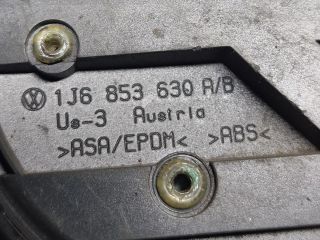 1J6 853 630 A/B
Us-3 Austria
>ASA/EPDM< >ABS<